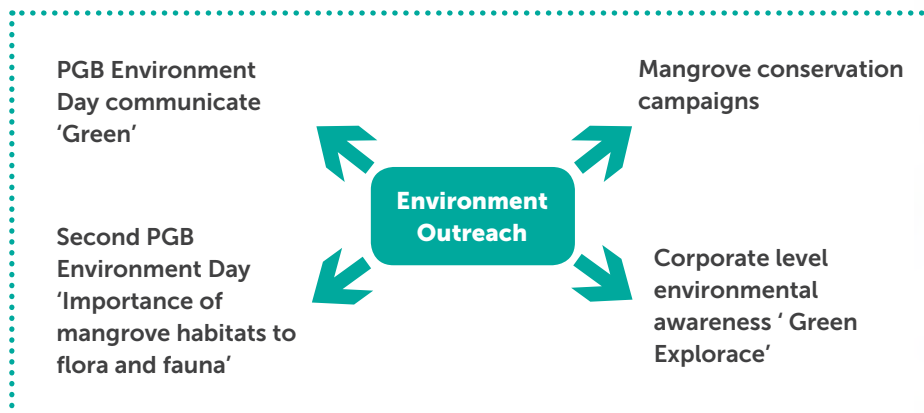 PGB Environment
Day communicate
‘Green’
Mangrove conservation
campaigns
Environment
Outreach
Second PGB
Environment Day
‘Importance of
mangrove habitats to
flora and fauna’
Corporate level
environmental
awareness ‘ Green
Explorace’